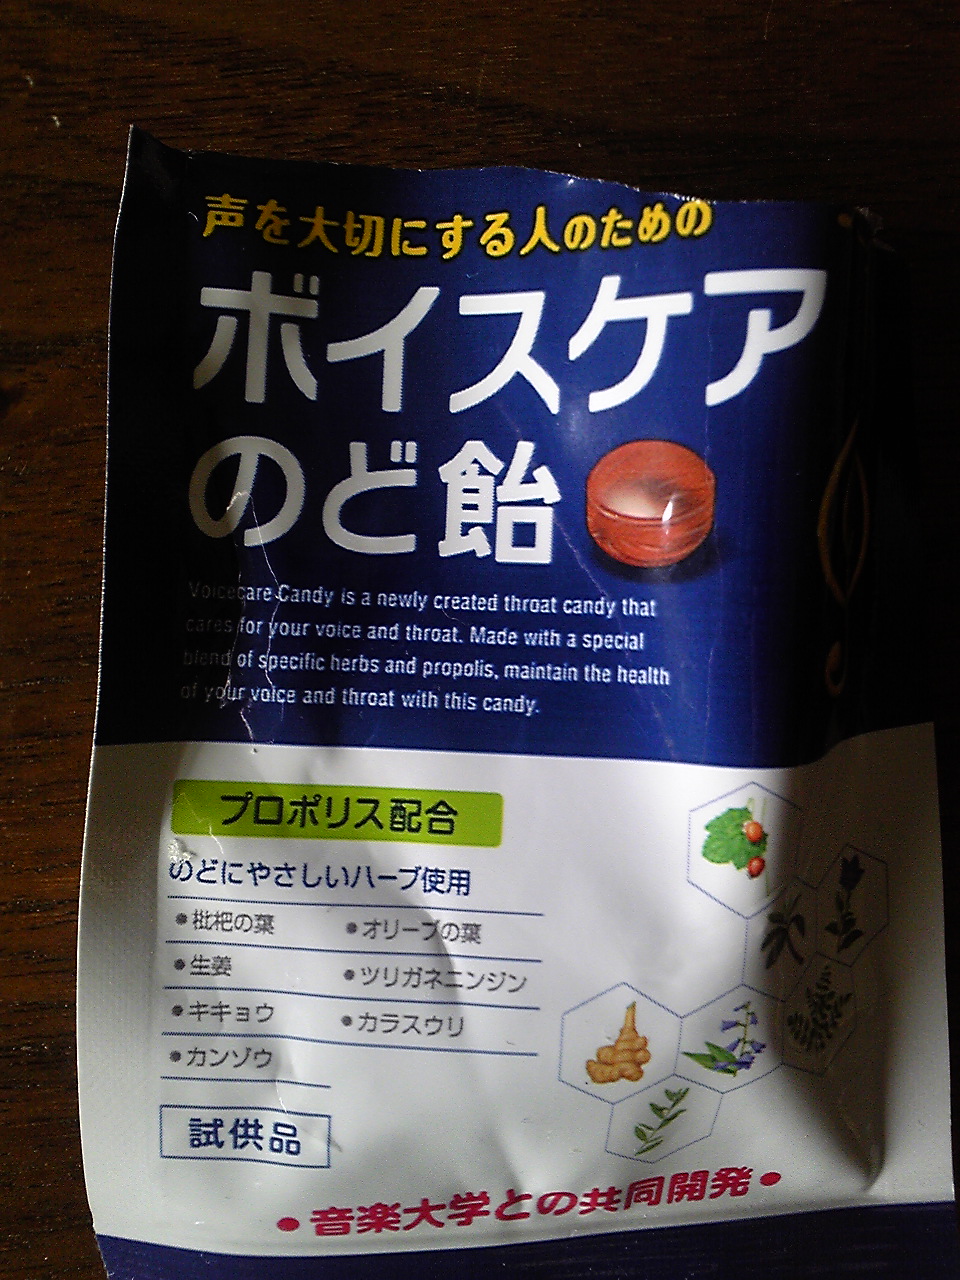 声を大切にする人のための
ボイスケア
のど飴
Voicecare Candy is a newly created throat candy that
cares for your voice and throat. Made with a special
blend of specific herbs and propolis, maintain the health
of your voice and throat with this candy.
プロポリス配合
のどにやさしいハーブ使用
●枇杷の葉 ●オリーブの葉
●生姜 ●ツリガネニンジン
●キキョウ ●カラスウリ
●カンゾウ
試供品
●音楽大学との共同開発●